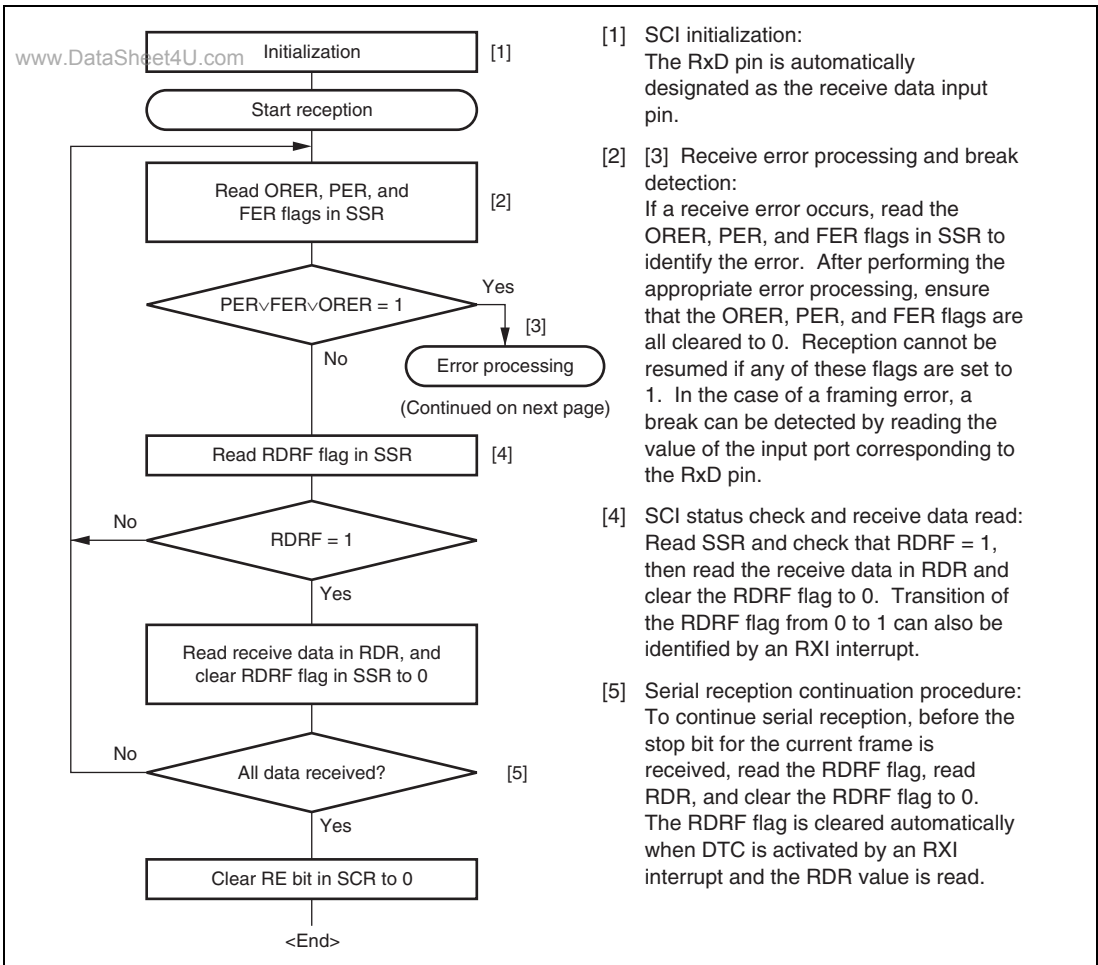 www.DataSheet4U.com
Initialization
[1]
Start reception
Read ORER, PER, and
FER flags in SSR
[2]
PER∨FER∨ORER = 1
Yes
[3]
No
Error processing
(Continued on next page)
Read RDRF flag in SSR
[4]
No
RDRF = 1
Yes
Read receive data in RDR, and
clear RDRF flag in SSR to 0
No
All data received?
[5]
Yes
Clear RE bit in SCR to 0
<End>
[1] SCI initialization:
The RxD pin is automatically
designated as the receive data input
pin.
[2] [3] Receive error processing and break
detection:
If a receive error occurs, read the
ORER, PER, and FER flags in SSR to
identify the error. After performing the
appropriate error processing, ensure
that the ORER, PER, and FER flags are
all cleared to 0. Reception cannot be
resumed if any of these flags are set to
1. In the case of a framing error, a
break can be detected by reading the
value of the input port corresponding to
the RxD pin.
[4] SCI status check and receive data read:
Read SSR and check that RDRF = 1,
then read the receive data in RDR and
clear the RDRF flag to 0. Transition of
the RDRF flag from 0 to 1 can also be
identified by an RXI interrupt.
[5] Serial reception continuation procedure:
To continue serial reception, before the
stop bit for the current frame is
received, read the RDRF flag, read
RDR, and clear the RDRF flag to 0.
The RDRF flag is cleared automatically
when DTC is activated by an RXI
interrupt and the RDR value is read.